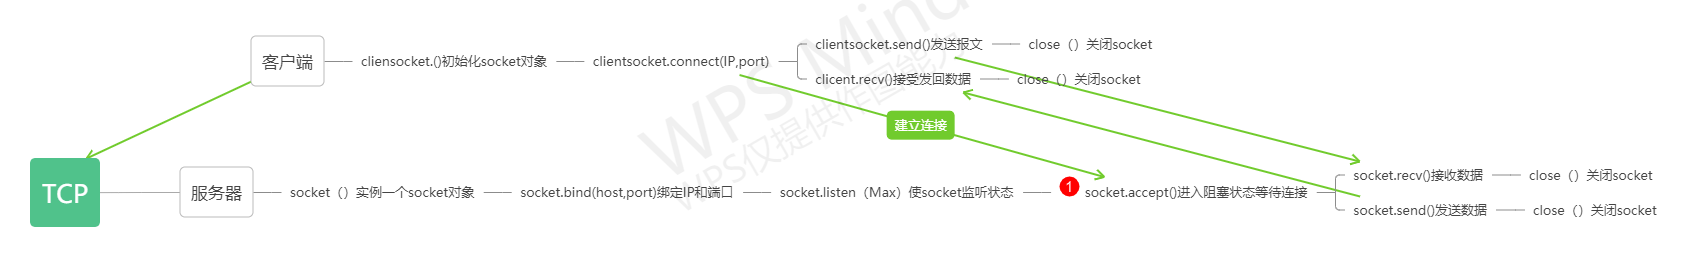 客户端
cliensocket.()初始化socket对象
clientsocket.connect(IP,port)
clientsocket.send()发送报文
close（）关闭socket
clicent.recv()接受发回数据
close（）关闭socket
建立连接
TCP
服务器
socket（）实例一个socket对象
socket.bind(host,port)绑定IP和端口
socket.listen（Max）使socket监听状态
1
socket.accept()进入阻塞状态等待连接
socket.recv()接收数据
close（）关闭socket
socket.send()发送数据
close（）关闭socket
WPS Mind
WPS仅提供作图能力